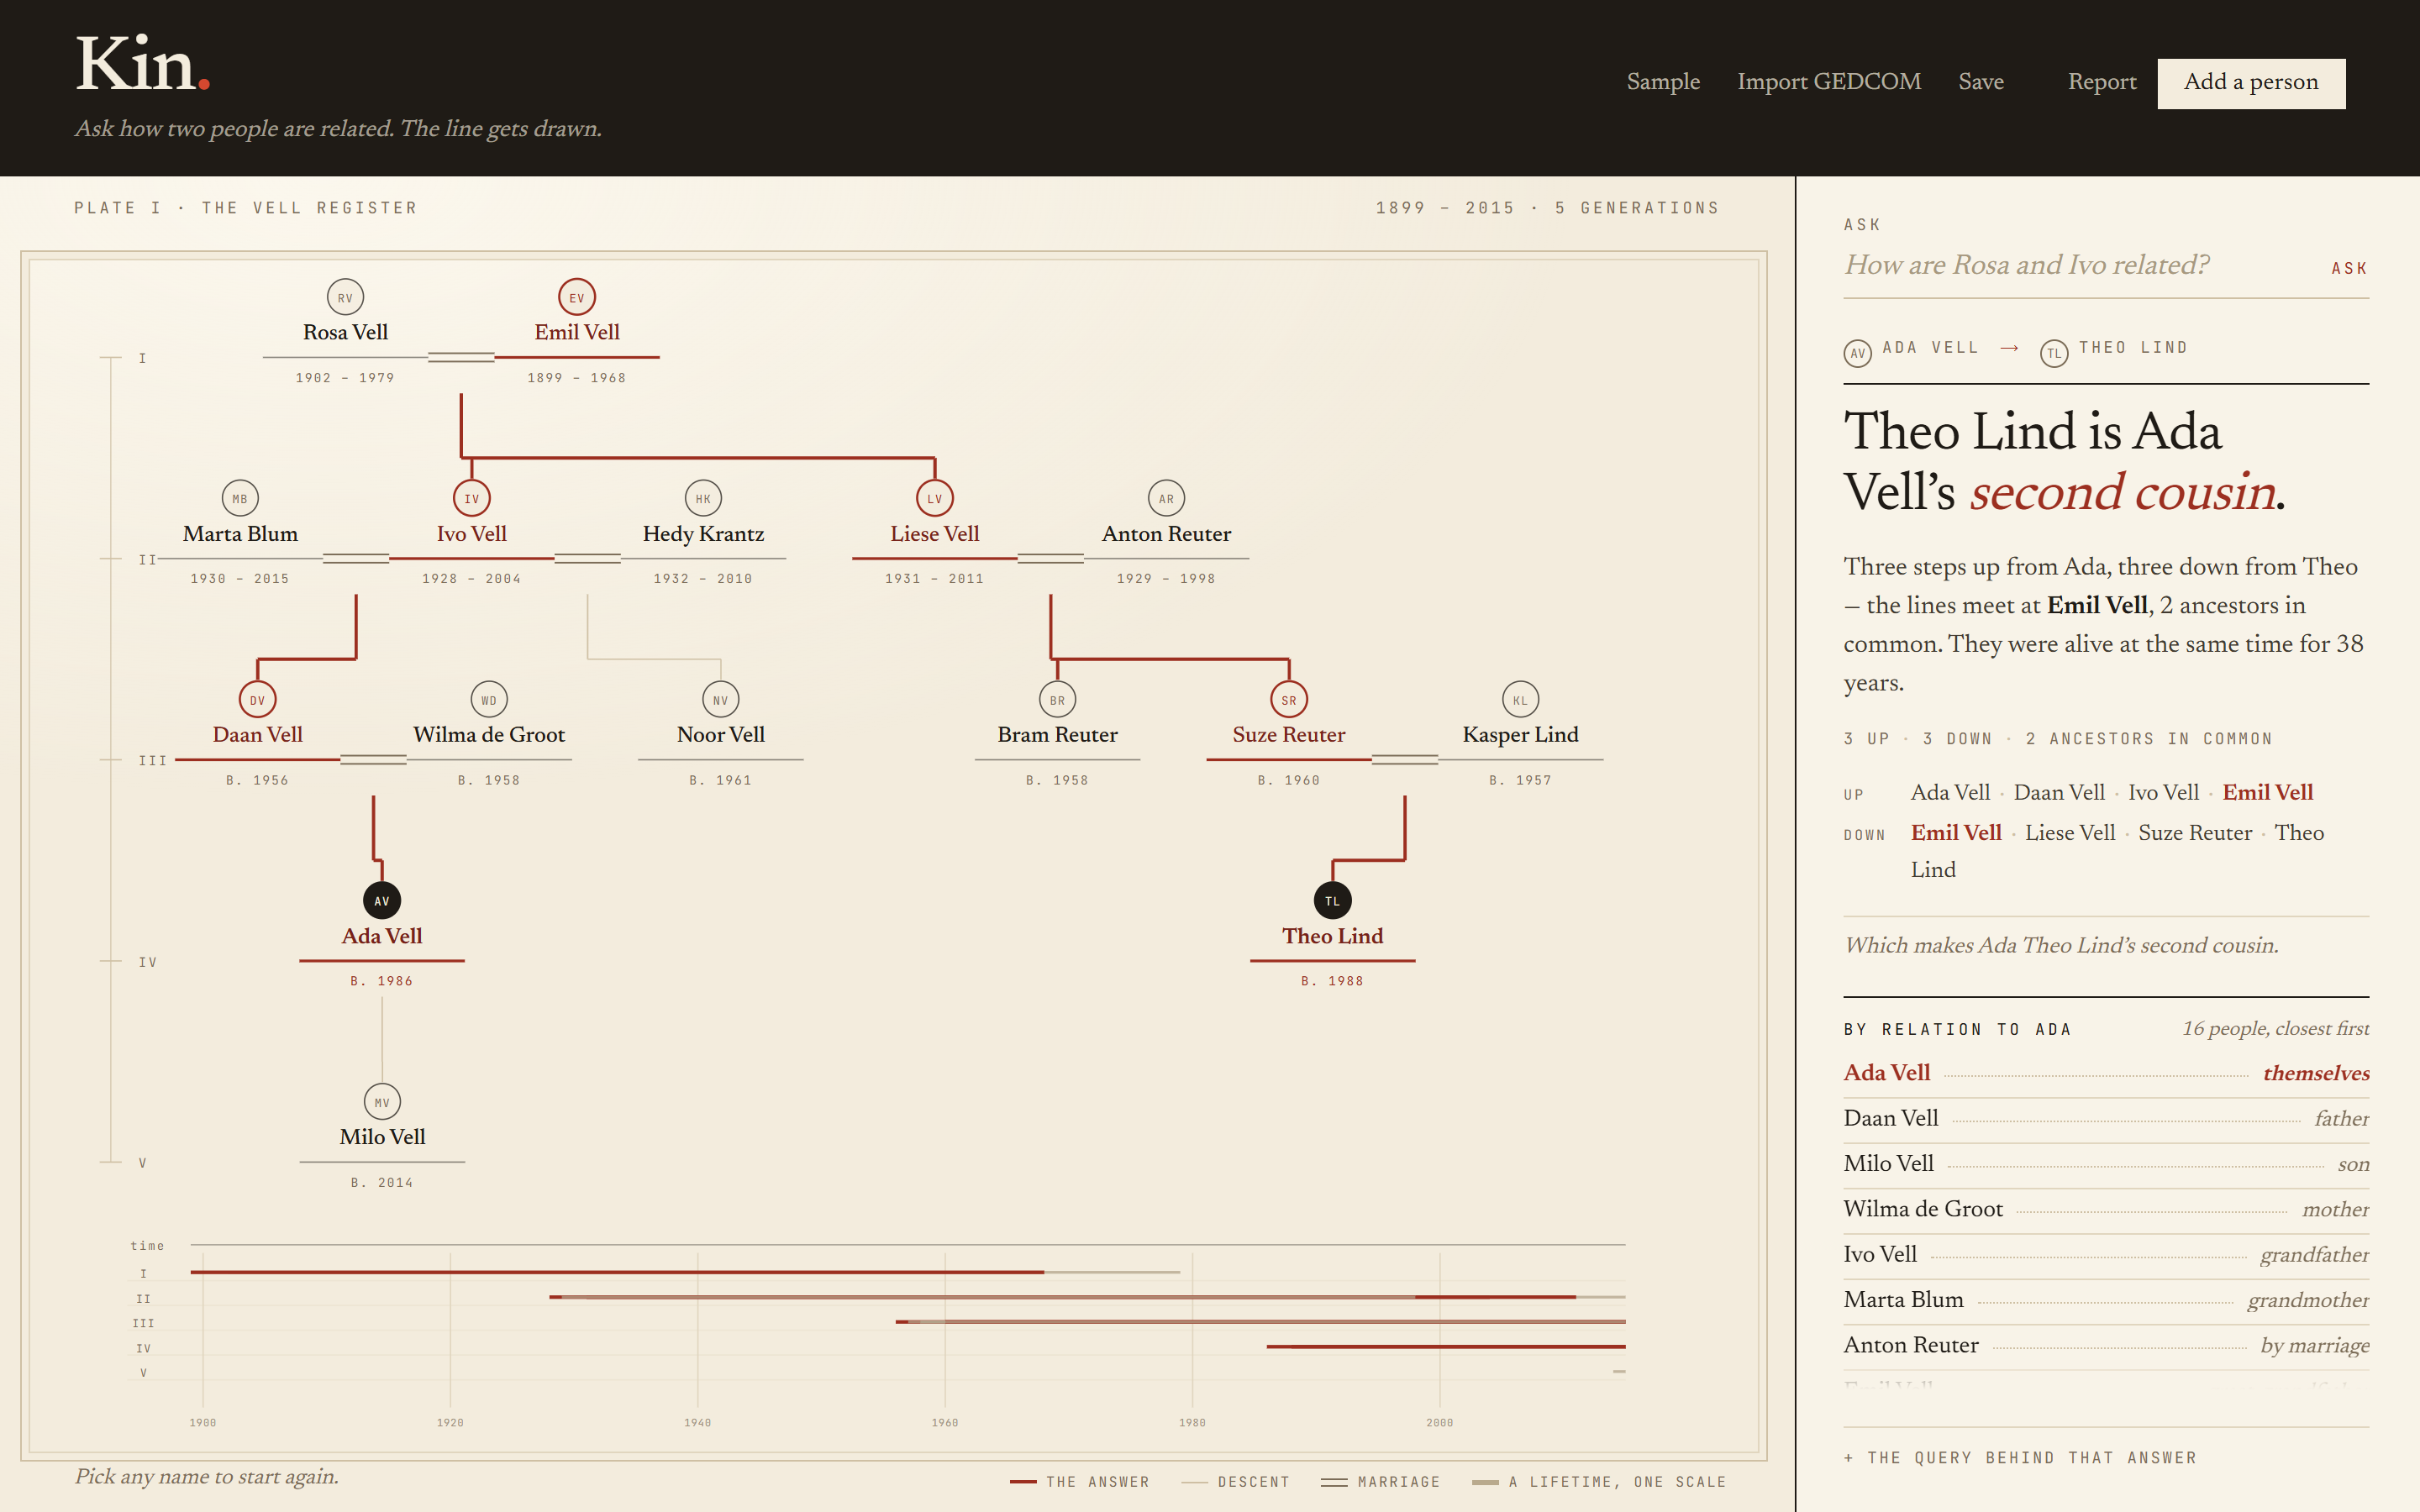 Kin.
Ask how two people are related. The line gets drawn.
Sample Import GEDCOM Save Report Add a person
PLATE I · THE VELL REGISTER
1899 – 2015 · 5 GENERATIONS
RV EV
Rosa Vell Emil Vell
I
1902 – 1979 1899 – 1968
MB IV HK LV AR
Marta Blum Ivo Vell Hedy Krantz Liese Vell Anton Reuter
II
1930 – 2015 1928 – 2004 1932 – 2010 1931 – 2011 1929 – 1998
DV WD NV BR SR KL
Daan Vell Wilma de Groot Noor Vell Bram Reuter Suze Reuter Kasper Lind
III
B. 1956 B. 1958 B. 1961 B. 1958 B. 1960 B. 1957
AV TL
Ada Vell Theo Lind
IV
B. 1986 B. 1988
MV
Milo Vell
V
B. 2014
time
I
II
III
IV
V
1900 1920 1940 1960 1980 2000
Pick any name to start again.
THE ANSWER DESCENT MARRIAGE A LIFETIME, ONE SCALE
ASK
How are Rosa and Ivo related? ASK
AV ADA VELL → TL THEO LIND
Theo Lind is Ada
Vell’s second cousin.
Three steps up from Ada, three down from Theo
– the lines meet at Emil Vell, 2 ancestors in
common. They were alive at the same time for 38
years.
3 UP · 3 DOWN · 2 ANCESTORS IN COMMON
UP Ada Vell · Daan Vell · Ivo Vell · Emil Vell
DOWN Emil Vell · Liese Vell · Suze Reuter · Theo
Lind
Which makes Ada Theo Lind’s second cousin.
BY RELATION TO ADA 16 people, closest first
Ada Vell themselves
Daan Vell father
Milo Vell son
Wilma de Groot mother
Ivo Vell grandfather
Marta Blum grandmother
Anton Reuter by marriage
Emil Vell
+ THE QUERY BEHIND THAT ANSWER